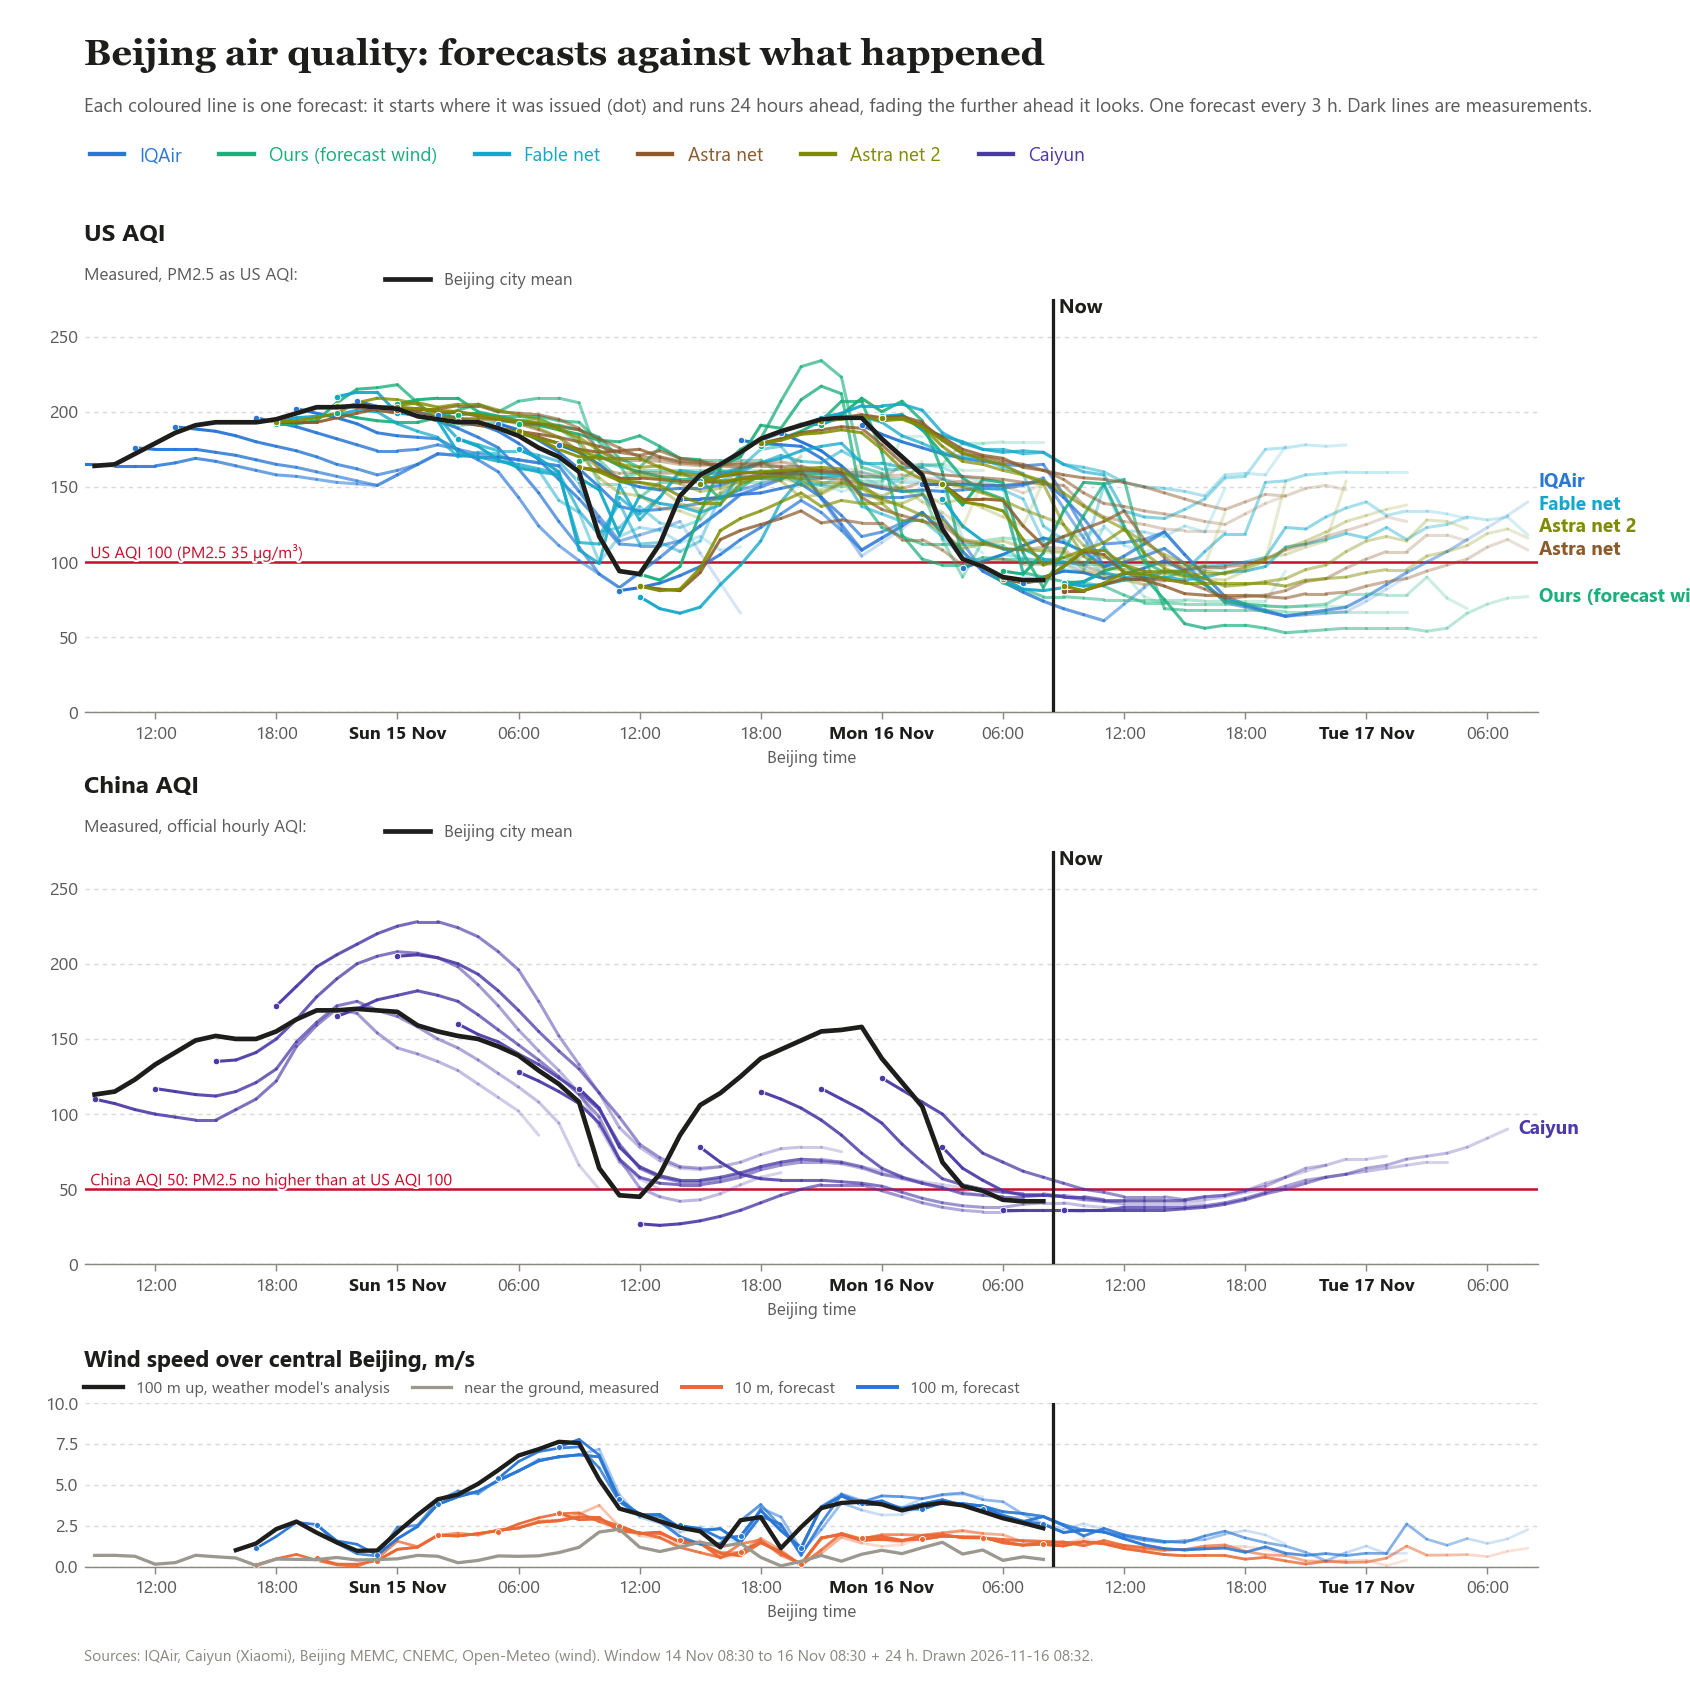 Beijing air quality: forecasts against what happened
Each coloured line is one forecast: it starts where it was issued (dot) and runs 24 hours ahead, fading the further ahead it looks. One forecast every 3 h. Dark lines are measurements.
IQAir Ours (forecast wind) Fable net Astra net Astra net 2 Caiyun
US AQI
Measured, PM2.5 as US AQI: Beijing city mean
Now
250
200
150
100
50
0
US AQI 100 (PM2.5 35 µg/m³)
IQAir
Fable net
Astra net 2
Astra net
Ours (forecast wi
12:00 18:00 Sun 15 Nov 06:00 12:00 18:00 Mon 16 Nov 06:00 12:00 18:00 Tue 17 Nov 06:00
Beijing time
China AQI
Measured, official hourly AQI: Beijing city mean
Now
250
200
150
100
50
0
Caiyun
China AQI 50: PM2.5 no higher than at US AQI 100
12:00 18:00 Sun 15 Nov 06:00 12:00 18:00 Mon 16 Nov 06:00 12:00 18:00 Tue 17 Nov 06:00
Beijing time
Wind speed over central Beijing, m/s
100 m up, weather model's analysis near the ground, measured 10 m, forecast 100 m, forecast
10.0
7.5
5.0
2.5
0.0
12:00 18:00 Sun 15 Nov 06:00 12:00 18:00 Mon 16 Nov 06:00 12:00 18:00 Tue 17 Nov 06:00
Beijing time
Sources: IQAir, Caiyun (Xiaomi), Beijing MEMC, CNEMC, Open-Meteo (wind). Window 14 Nov 08:30 to 16 Nov 08:30 + 24 h. Drawn 2026-11-16 08:32.